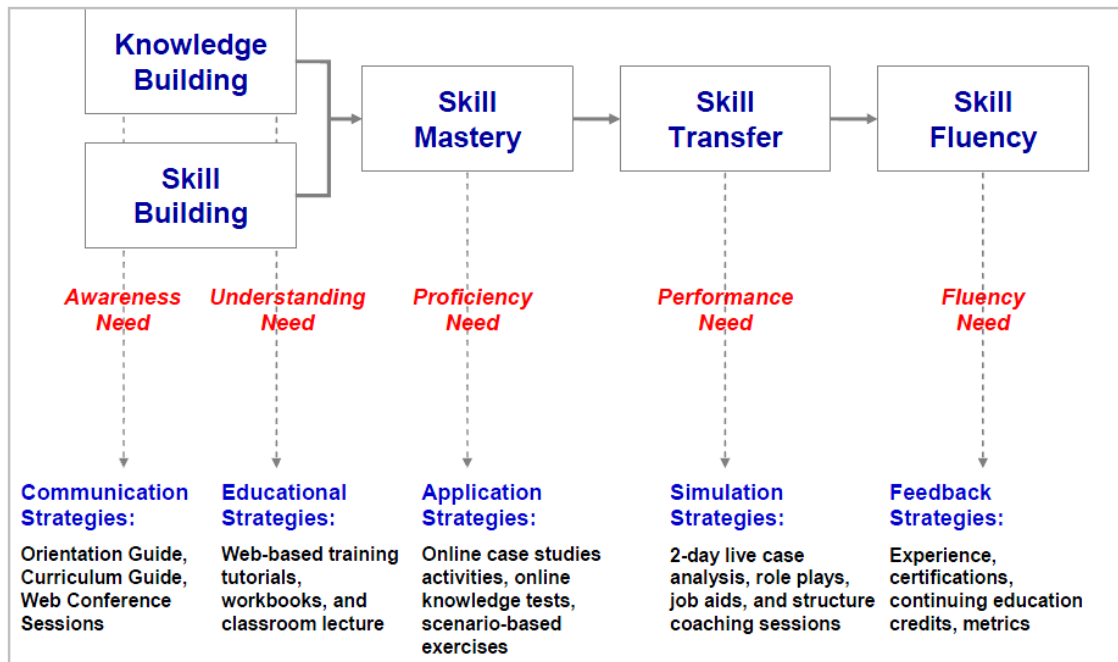 Knowledge
Building
Skill
Building
Skill
Mastery
Skill
Transfer
Skill
Fluency
Awareness
Need
Understanding
Need
Proficiency
Need
Performance
Need
Fluency
Need
Communication
Strategies:
Orientation Guide,
Curriculum Guide,
Web Conference
Sessions
Educational
Strategies:
Web-based training
tutorials,
workbooks, and
classroom lecture
Application
Strategies:
Online case studies
activities, online
knowledge tests,
scenario-based
exercises
Simulation
Strategies:
2-day live case
analysis, role plays,
job aids, and structure
coaching sessions
Feedback
Strategies:
Experience,
certifications,
continuing education
credits, metrics